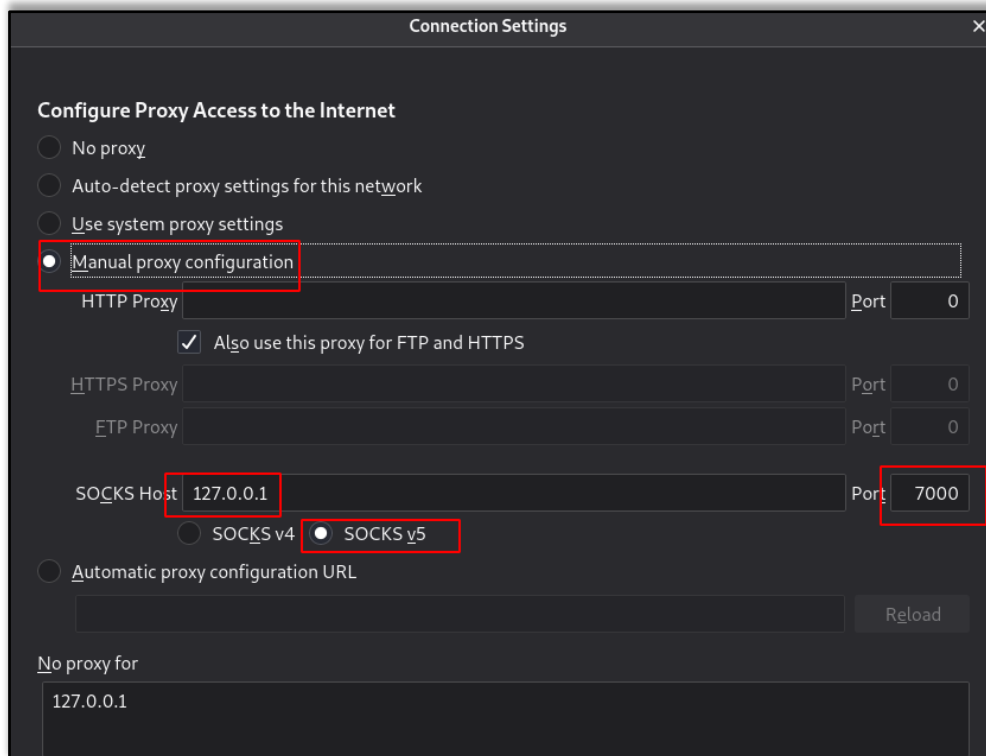 Connection Settings ×
Configure Proxy Access to the Internet
No proxy
Auto-detect proxy settings for this network
Use system proxy settings
Manual proxy configuration
HTTP Proxy Port 0
Also use this proxy for FTP and HTTPS
HTTPS Proxy Port 0
FTP Proxy Port 0
SOCKS Host 127.0.0.1 Port 7000
SOCKS v4 SOCKS v5
Automatic proxy configuration URL
Reload
No proxy for
127.0.0.1